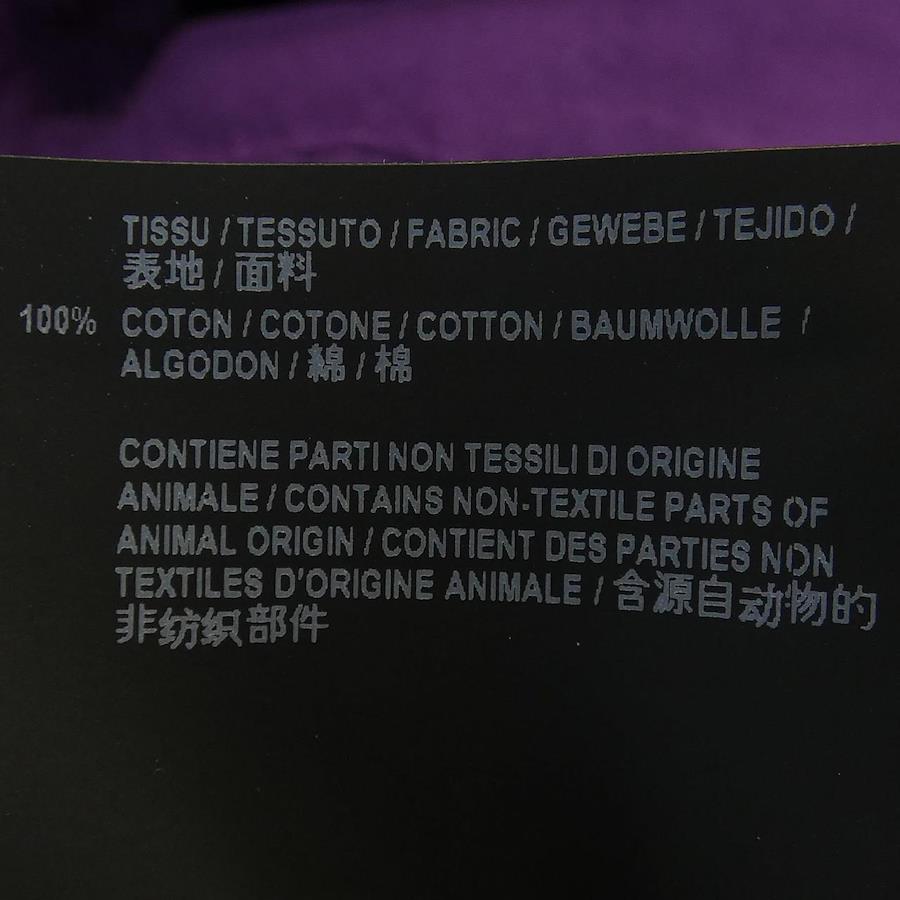 TISSU / TESSUTO / FABRIC / GEWEBE / TEJIDO /
表地 / 面料
100% COTON / COTONE / COTTON / BAUMWOLLE /
ALGODON / 綿 / 棉
CONTIENE PARTI NON TESSILI DI ORIGINE
ANIMALE / CONTAINS NON-TEXTILE PARTS OF
ANIMAL ORIGIN / CONTIENT DES PARTIES NON
TEXTILES D'ORIGINE ANIMALE / 含源自动物的
非纺织部件